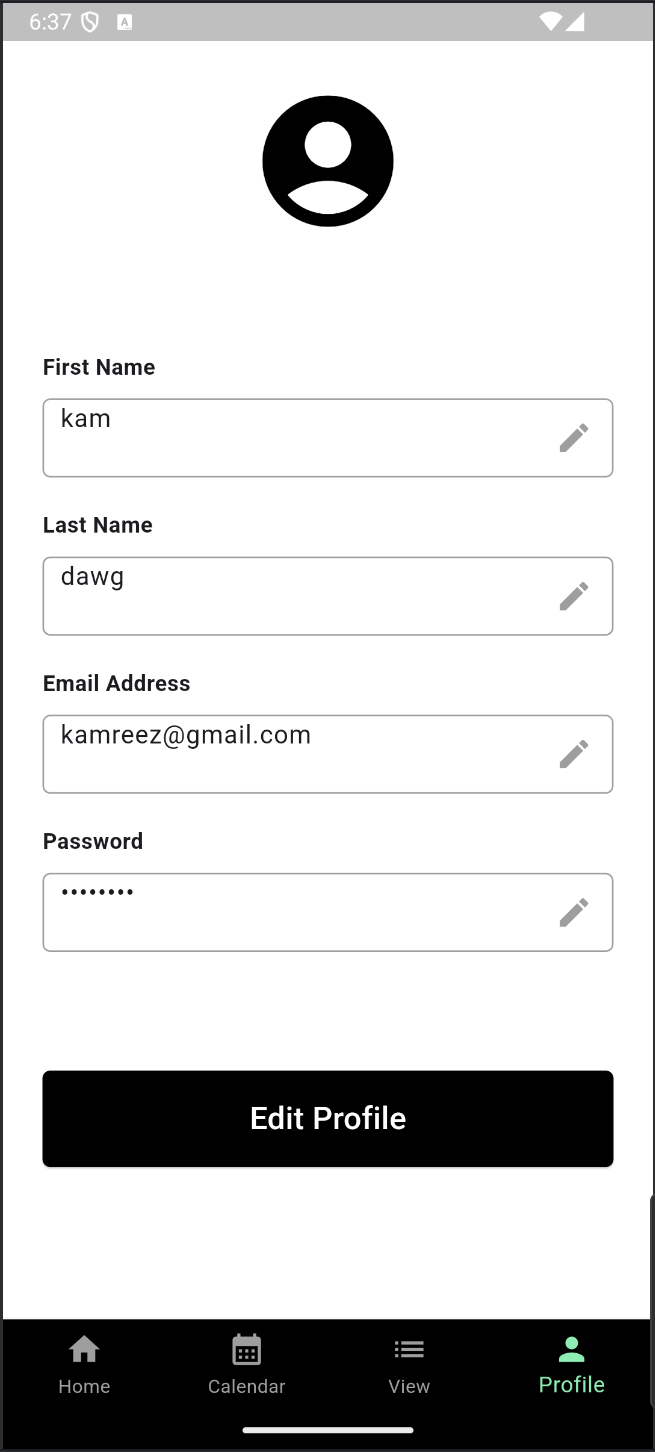 6:37 A
First Name
kam
Last Name
dawg
Email Address
kamreez@gmail.com
Password
••••••••
Edit Profile
Home Calendar View Profile